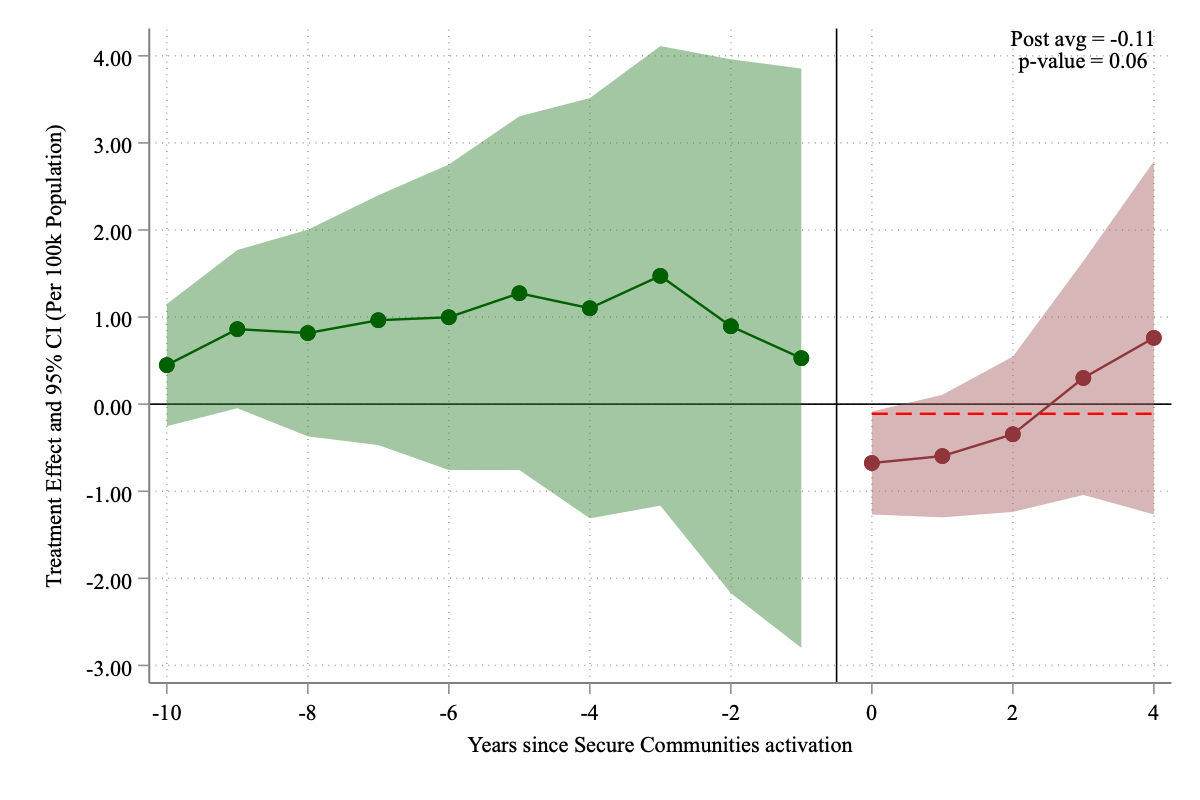 Post avg = -0.11
p-value = 0.06
Treatment Effect and 95% CI (Per 100k Population)
4.00
3.00
2.00
1.00
0.00
-1.00
-2.00
-3.00
-10 -8 -6 -4 -2 0 2 4
Years since Secure Communities activation